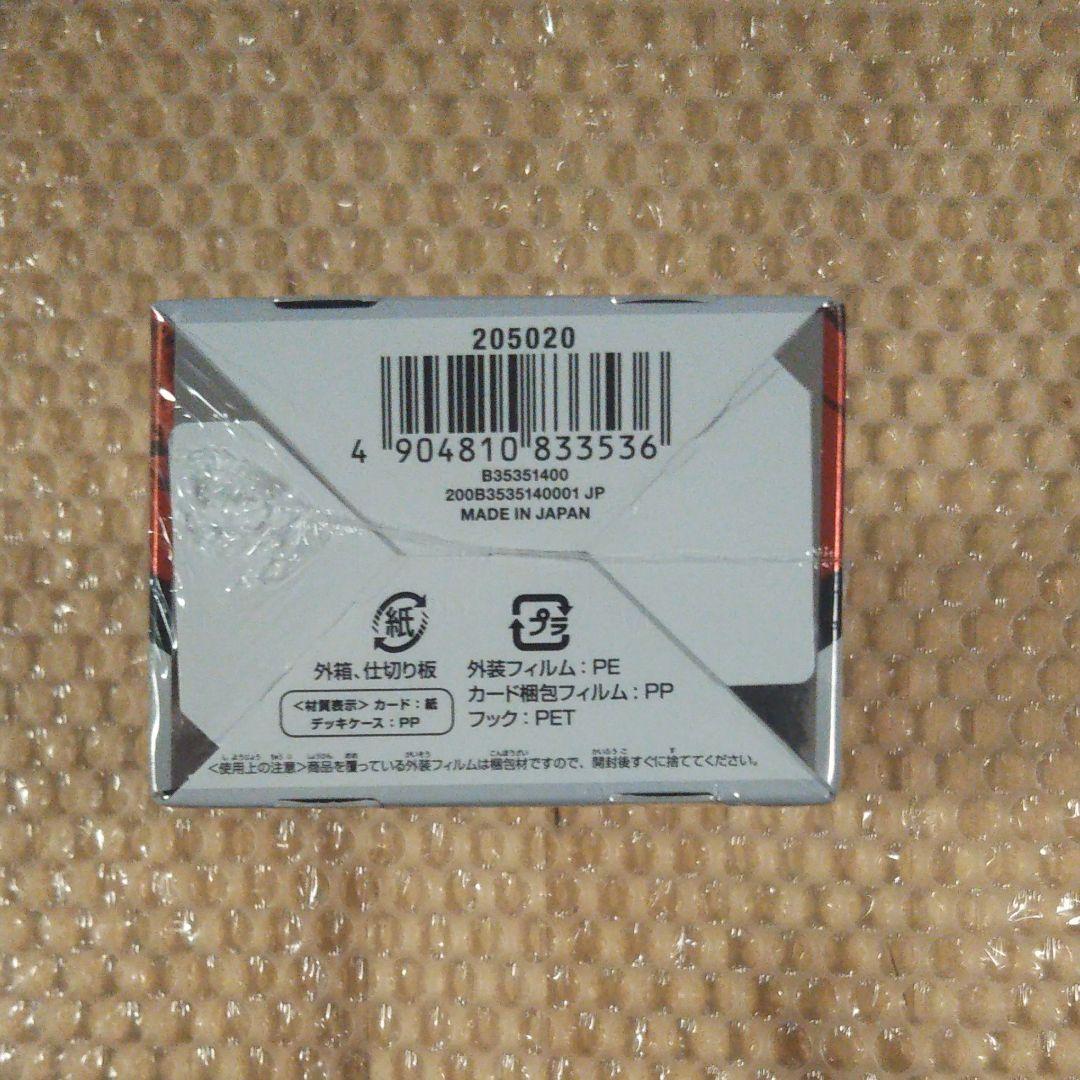 205020
4 904810 833536
B35351400
200B3535140001 JP
MADE IN JAPAN
紙
プラ
外箱、仕切り板
外装フィルム：PE
カード梱包フィルム：PP
フック：PET
＜材質表示＞カード：紙
デッキケース：PP
＜使用上の注意＞商品を覆っている外装フィルムは梱包材ですので、開封後すぐに捨ててください。